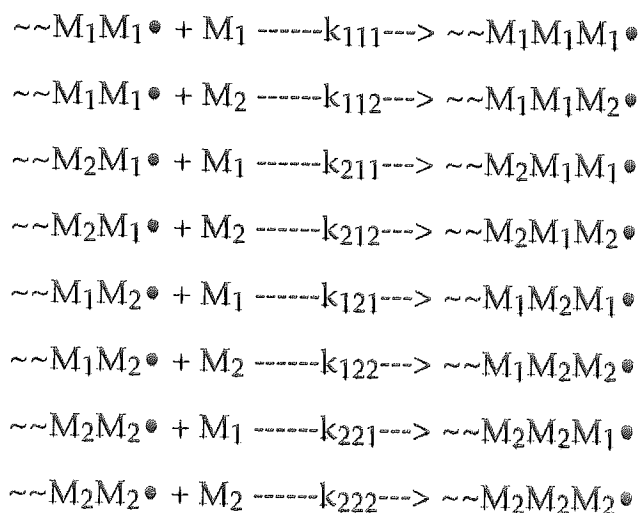 ~~M₁M₁• + M₁ ------k₁₁₁---> ~~M₁M₁M₁•
~~M₁M₁• + M₂ ------k₁₁₂---> ~~M₁M₁M₂•
~~M₂M₁• + M₁ ------k₂₁₁---> ~~M₂M₁M₁•
~~M₂M₁• + M₂ ------k₂₁₂---> ~~M₂M₁M₂•
~~M₁M₂• + M₁ ------k₁₂₁---> ~~M₁M₂M₁•
~~M₁M₂• + M₂ ------k₁₂₂---> ~~M₁M₂M₂•
~~M₂M₂• + M₁ ------k₂₂₁---> ~~M₂M₂M₁•
~~M₂M₂• + M₂ ------k₂₂₂---> ~~M₂M₂M₂•